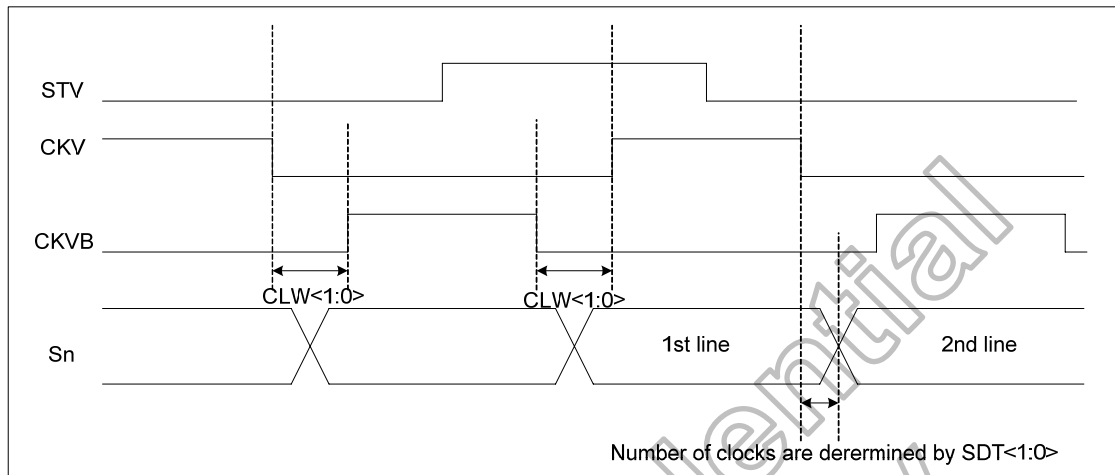 STV
CKV
CKVB
CLW<1:0> CLW<1:0>
Sn 1st line 2nd line
Number of clocks are derermined by SDT<1:0>